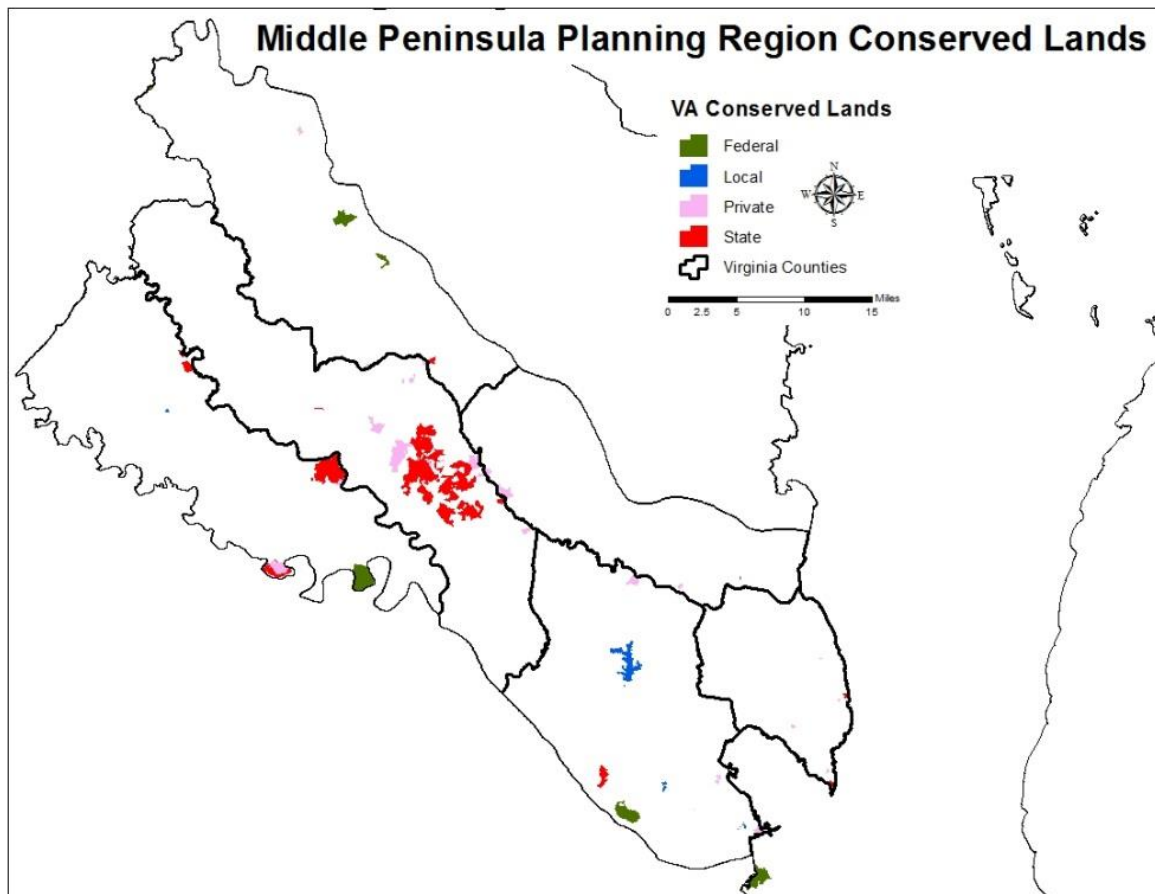 Middle Peninsula Planning Region Conserved Lands
VA Conserved Lands
Federal
Local
Private
State
Virginia Counties
N
W E
S
Miles
0 2.5 5 10 15